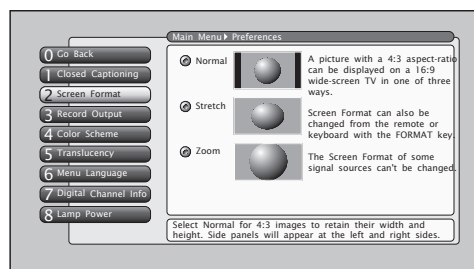 Main Menu Preferences
0 Go Back
1 Closed Captioning
2 Screen Format
3 Record Output
4 Color Scheme
5 Translucency
6 Menu Language
7 Digital Channel Info
8 Lamp Power
Normal
Stretch
Zoom
A picture with a 4:3 aspect-ratio
can be displayed on a 16:9
wide-screen TV in one of three
ways.
Screen Format can also be
changed from the remote or
keyboard with the FORMAT key.
The Screen Format of some
signal sources can't be changed.
Select Normal for 4:3 images to retain their width and
height. Side panels will appear at the left and right sides.